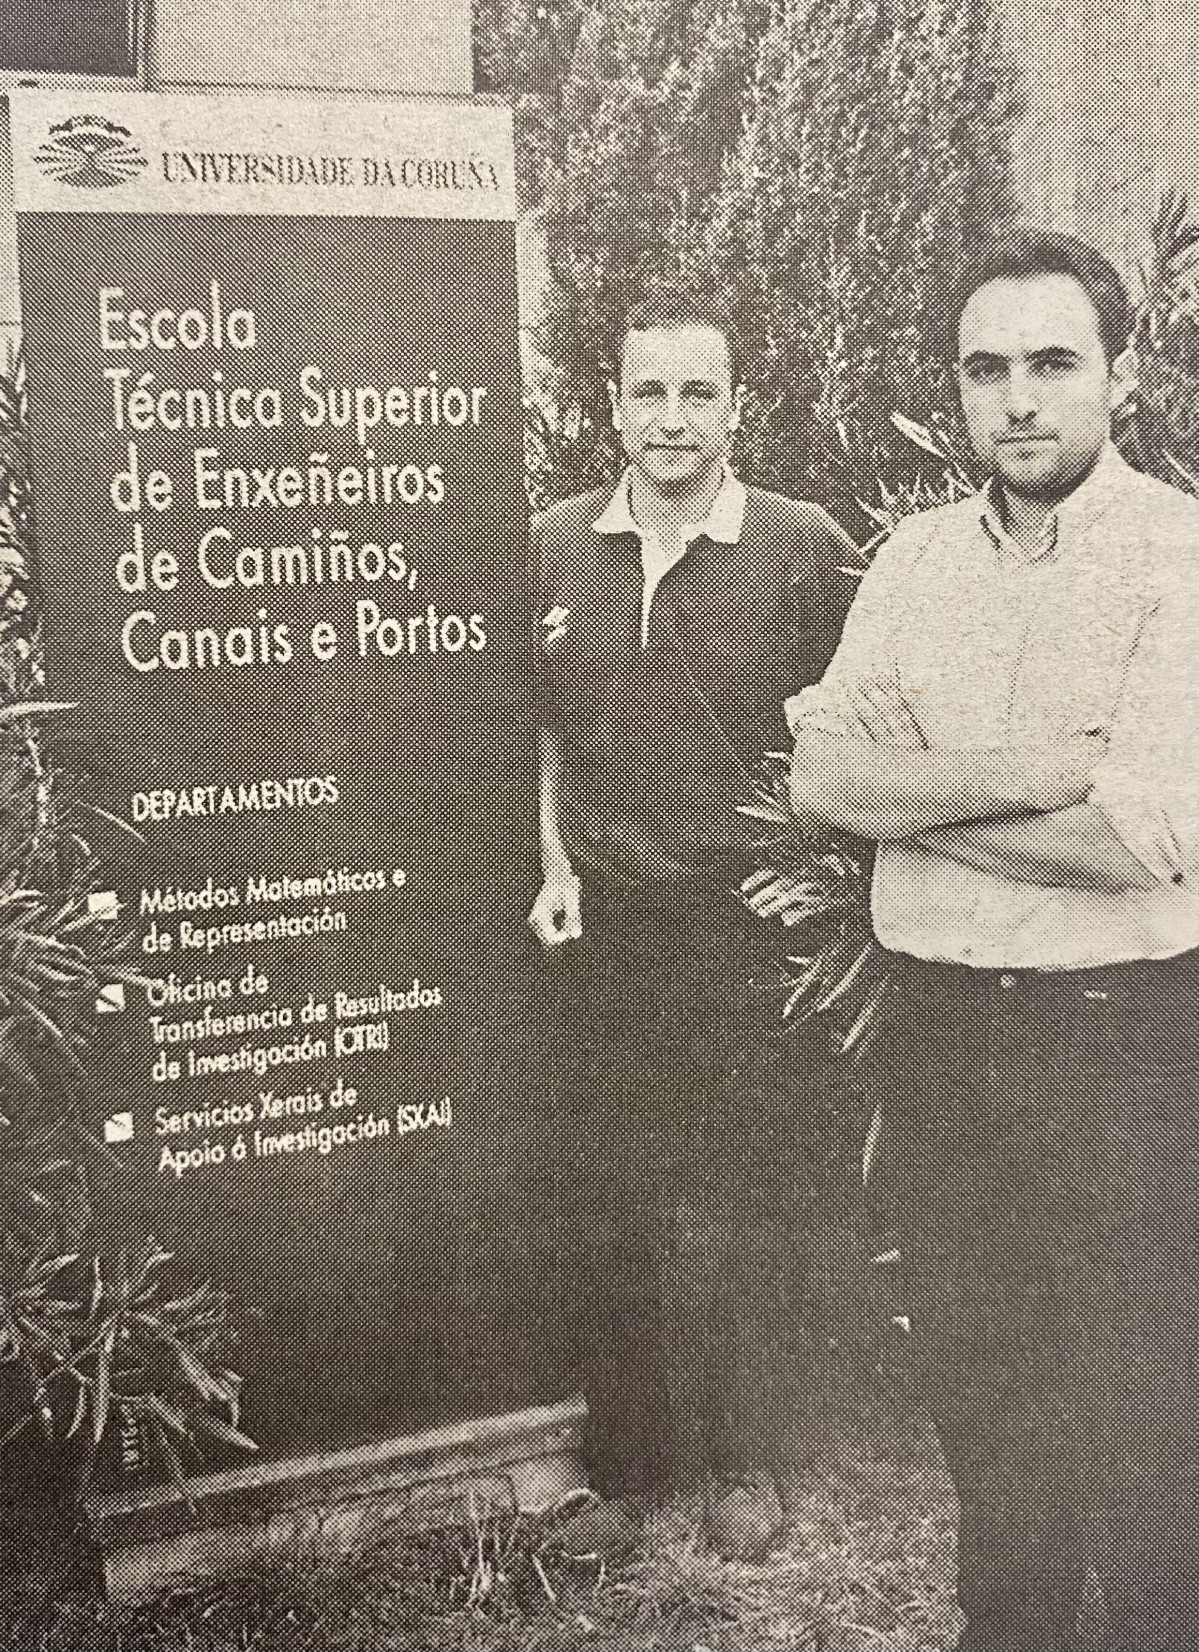 UNIVERSIDADE DA CORUÑA
Escola
Técnica Superior
de Enxeñeiros
de Camiños,
Canais e Portos
DEPARTAMENTOS
Métodos Matemáticos e
de Representación
Oficina de
Transferencia de Resultados
de Investigación (OTRI)
Servicios Xerais de
Apoio á Investigación (SXAI)